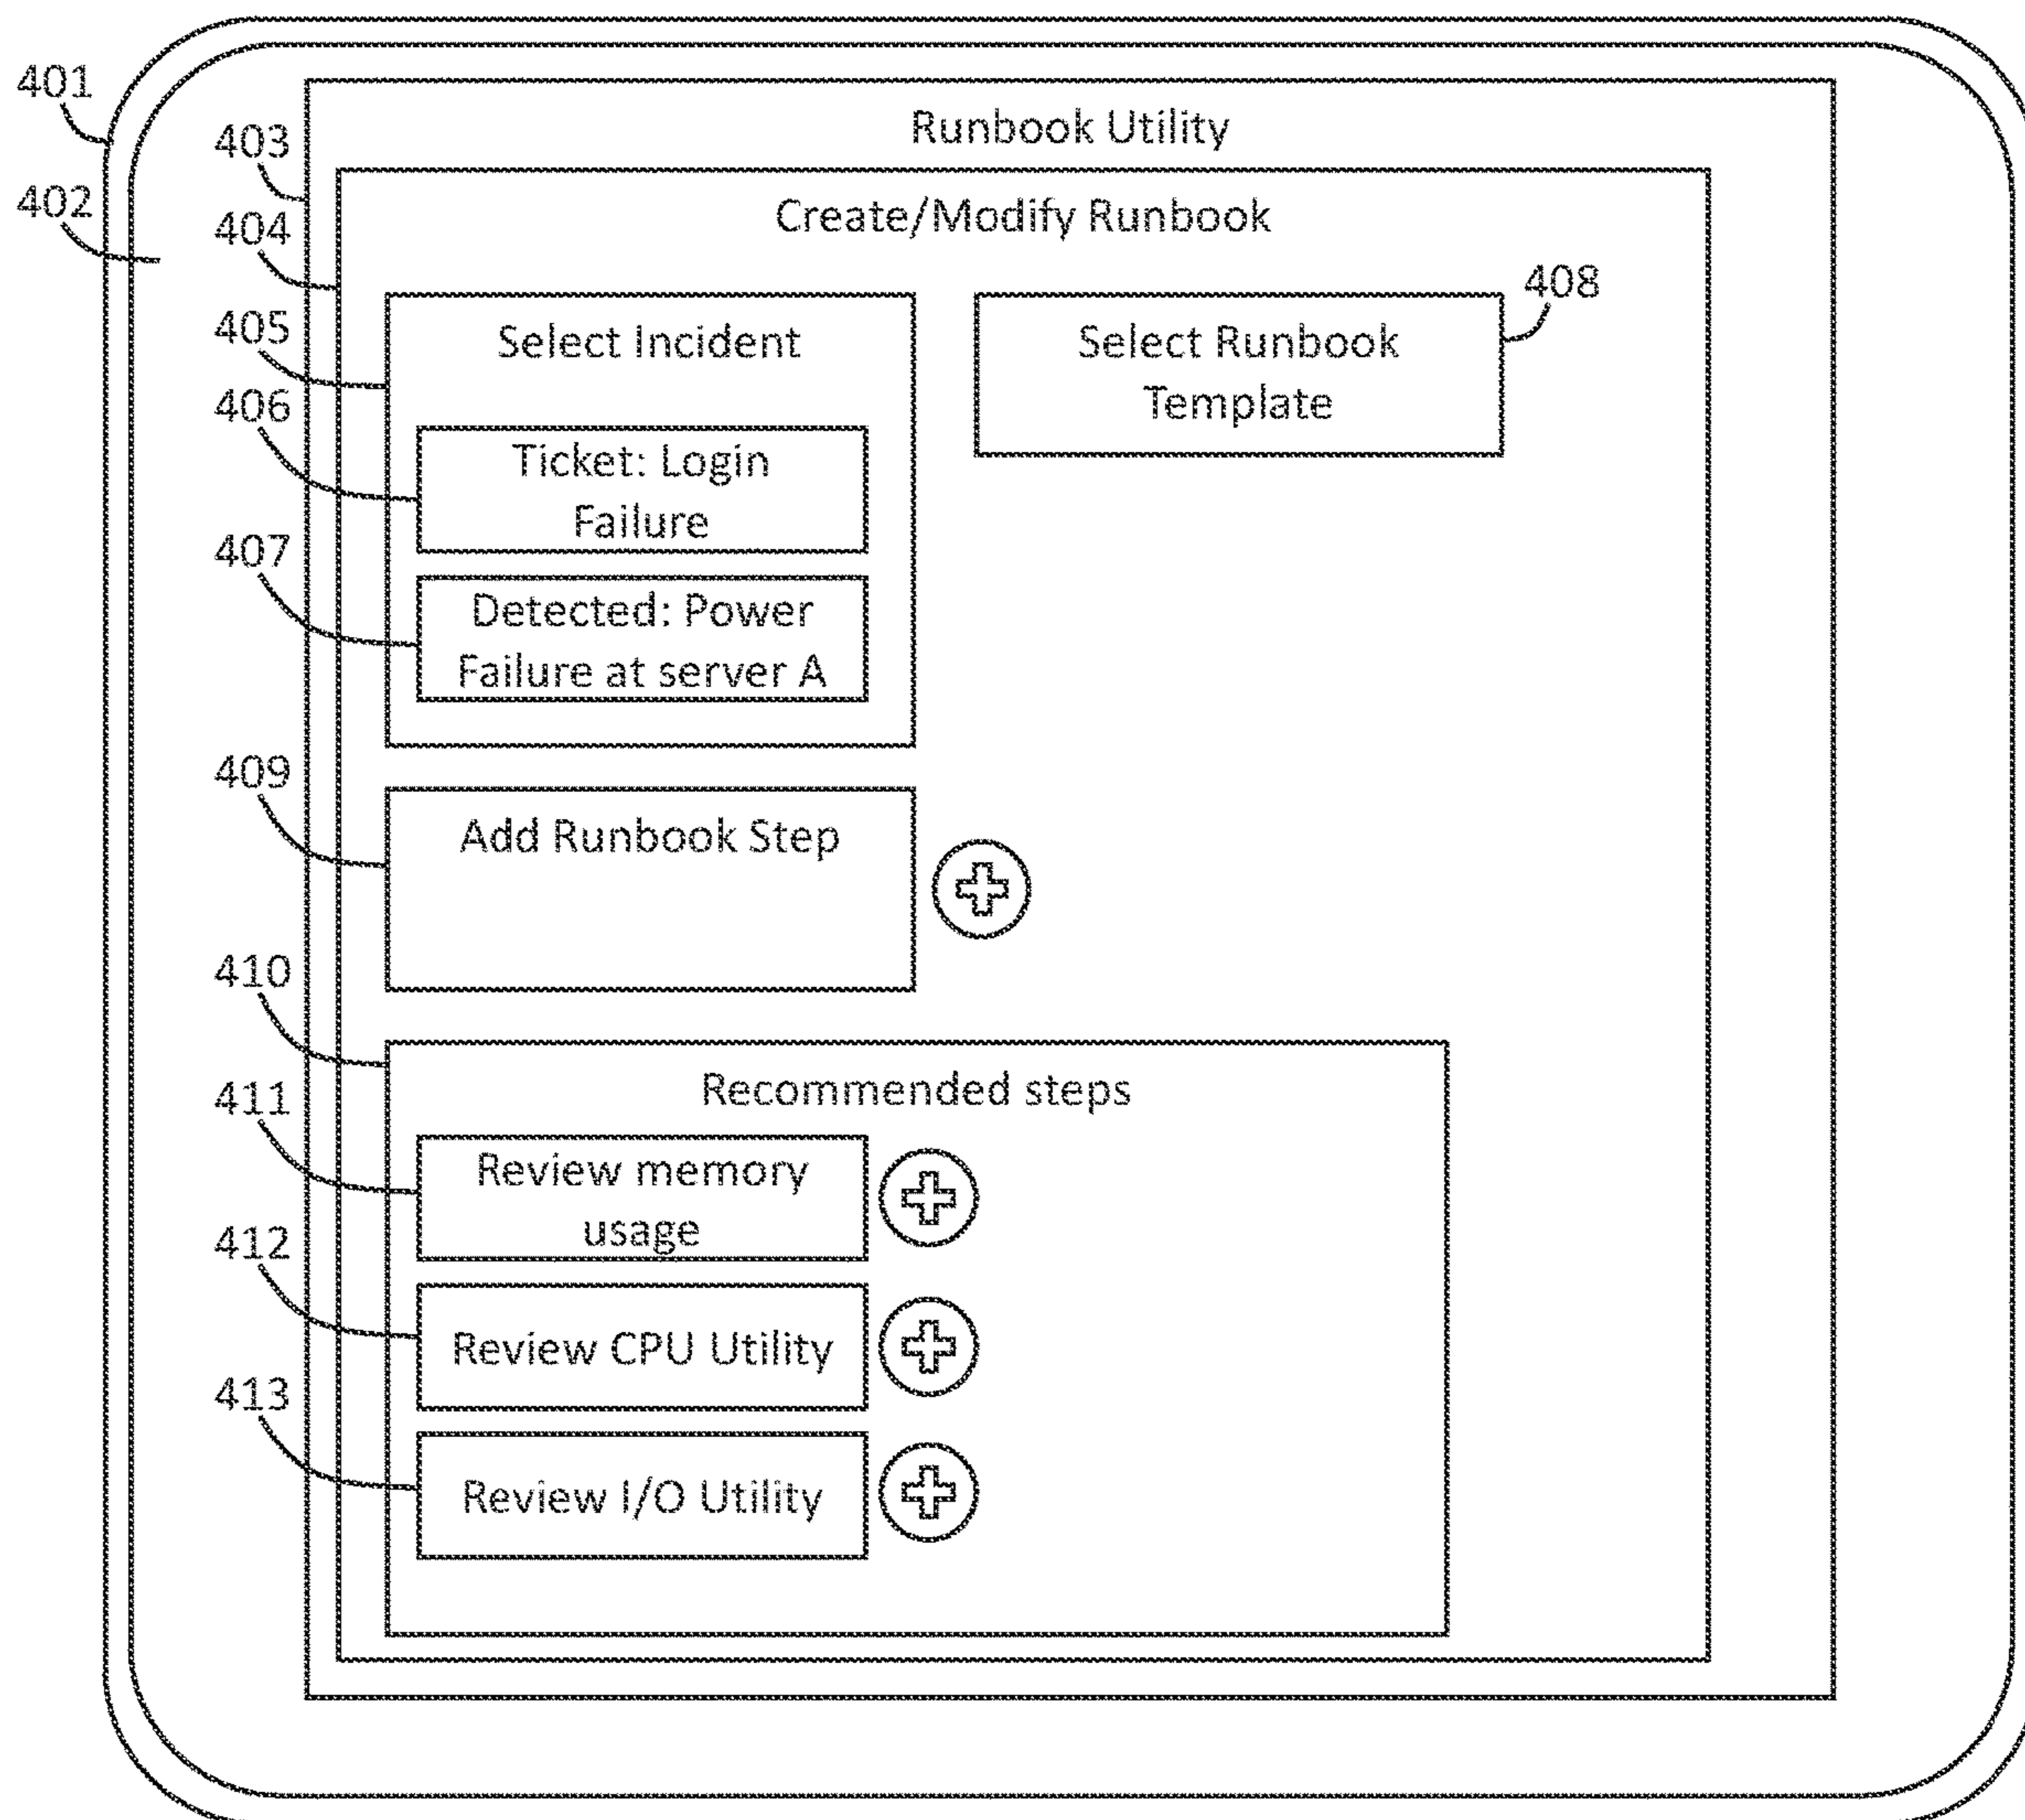 401
Runbook Utility
403
Create/Modify Runbook
402
404
408
Select Incident
Select Runbook
Template
405
406
Ticket: Login
Failure
407
Detected: Power
Failure at server A
409
Add Runbook Step
410
Recommended steps
411
Review memory
usage
412
Review CPU Utility
413
Review I/O Utility